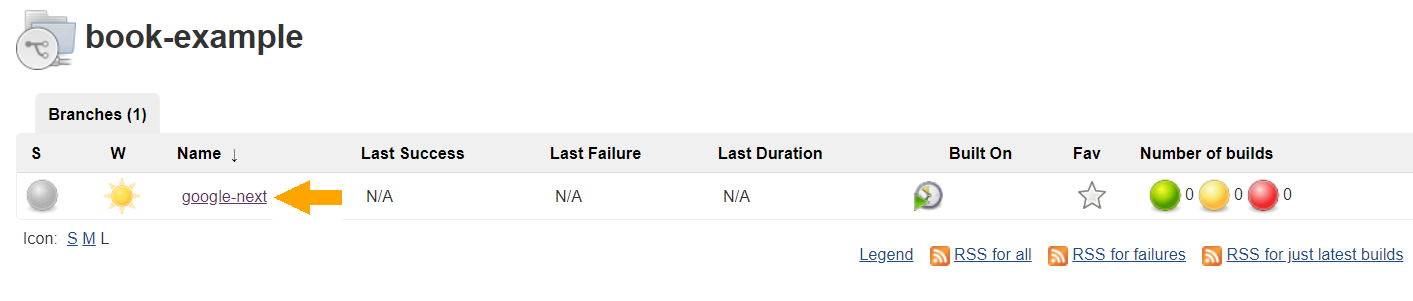 book-example
Branches (1)
S W Name ↓ Last Success Last Failure Last Duration Built On Fav Number of builds
google-next N/A N/A N/A 0 0 0
Icon: S M L
Legend RSS for all RSS for failures RSS for just latest builds